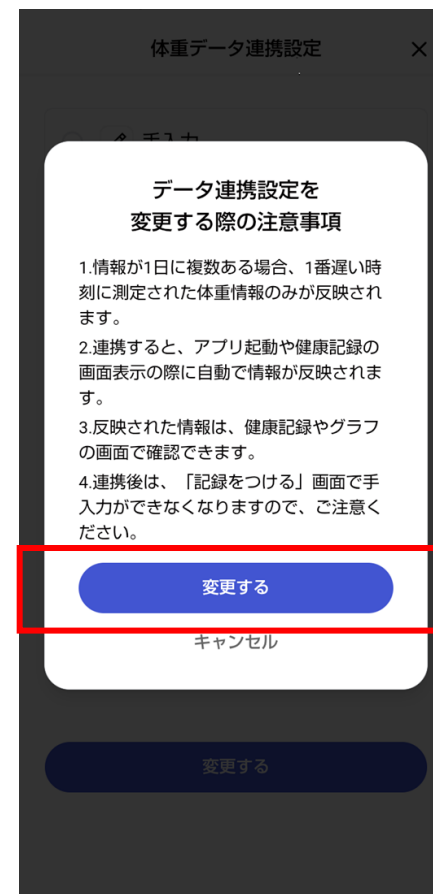 体重データ連携設定
手入力
データ連携設定を
変更する際の注意事項
1.情報が1日に複数ある場合、1番遅い時
刻に測定された体重情報のみが反映され
ます。
2.連携すると、アプリ起動や健康記録の
画面表示の際に自動で情報が反映されま
す。
3.反映された情報は、健康記録やグラフ
の画面で確認できます。
4.連携後は、「記録をつける」画面で手
入力ができなくなりますので、ご注意く
ださい。
変更する
キャンセル
変更する